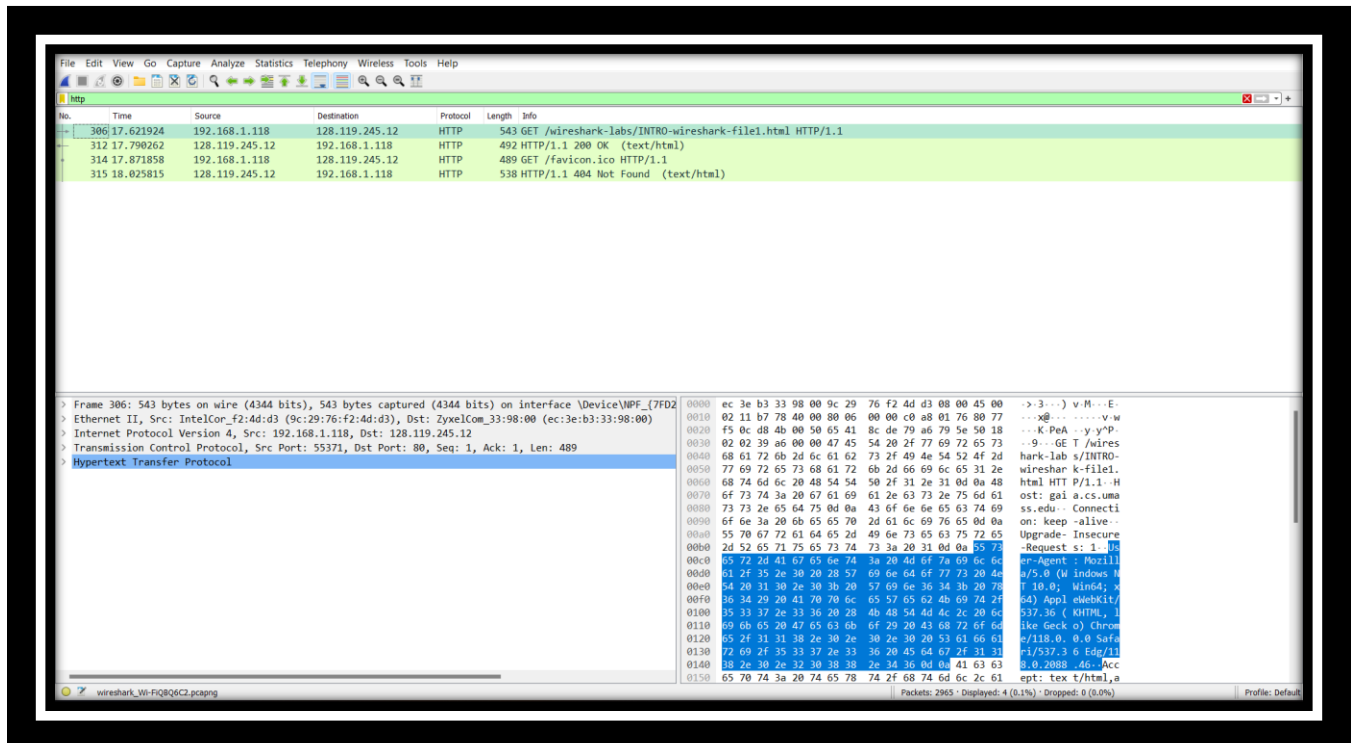 File Edit View Go Capture Analyze Statistics Telephony Wireless Tools Help
http
No. Time Source Destination Protocol Length Info
306 17.621924 192.168.1.118 128.119.245.12 HTTP 543 GET /wireshark-labs/INTRO-wireshark-file1.html HTTP/1.1
312 17.790262 128.119.245.12 192.168.1.118 HTTP 492 HTTP/1.1 200 OK (text/html)
314 17.871858 192.168.1.118 128.119.245.12 HTTP 489 GET /favicon.ico HTTP/1.1
315 18.025815 128.119.245.12 192.168.1.118 HTTP 538 HTTP/1.1 404 Not Found (text/html)
> Frame 306: 543 bytes on wire (4344 bits), 543 bytes captured (4344 bits) on interface \Device\NPF_{7FD2
> Ethernet II, Src: IntelCor_f2:4d:d3 (9c:29:76:f2:4d:d3), Dst: ZyxelCom_33:98:00 (ec:3e:b3:33:98:00)
> Internet Protocol Version 4, Src: 192.168.1.118, Dst: 128.119.245.12
> Transmission Control Protocol, Src Port: 55371, Dst Port: 80, Seq: 1, Ack: 1, Len: 489
> Hypertext Transfer Protocol
0000 ec 3e b3 33 98 00 9c 29 76 f2 4d d3 08 00 45 00 ·>·3···) v·M···E·
0010 02 11 b7 78 40 00 80 06 00 00 c0 a8 01 76 80 77 ···x@··· ·····v·w
0020 f5 0c d8 4b 00 50 65 41 8c de 79 a6 79 5e 50 18 ···K·PeA ··y·y^P·
0030 02 02 39 a6 00 00 47 45 54 20 2f 77 69 72 65 73 ··9···GE T /wires
0040 68 61 72 6b 2d 6c 61 62 73 2f 49 4e 54 52 4f 2d hark-lab s/INTRO-
0050 77 69 72 65 73 68 61 72 6b 2d 66 69 6c 65 31 2e wireshar k-file1.
0060 68 74 6d 6c 20 48 54 54 50 2f 31 2e 31 0d 0a 48 html HTT P/1.1··H
0070 6f 73 74 3a 20 67 61 69 61 2e 63 73 2e 75 6d 61 ost: gai a.cs.uma
0080 73 73 2e 65 64 75 0d 0a 43 6f 6e 6e 65 63 74 69 ss.edu·· Connecti
0090 6f 6e 3a 20 6b 65 65 70 2d 61 6c 69 76 65 0d 0a on: keep -alive··
00a0 55 70 67 72 61 64 65 2d 49 6e 73 65 63 75 72 65 Upgrade- Insecure
00b0 2d 52 65 71 75 65 73 74 73 3a 20 31 0d 0a 55 73 -Request s: 1··Us
00c0 65 72 2d 41 67 65 6e 74 3a 20 4d 6f 7a 69 6c 6c er-Agent : Mozill
00d0 61 2f 35 2e 30 20 28 57 69 6e 64 6f 77 73 20 4e a/5.0 (W indows N
00e0 54 20 31 30 2e 30 3b 20 57 69 6e 36 34 3b 20 78 T 10.0; Win64; x
00f0 36 34 29 20 41 70 70 6c 65 57 65 62 4b 69 74 2f 64) Appl eWebKit/
0100 35 33 37 2e 33 36 20 28 4b 48 54 4d 4c 2c 20 6c 537.36 ( KHTML, l
0110 69 6b 65 20 47 65 63 6b 6f 29 20 43 68 72 6f 6d ike Geck o) Chrom
0120 65 2f 31 31 38 2e 30 2e 30 2e 30 20 53 61 66 61 e/118.0. 0.0 Safa
0130 72 69 2f 35 33 37 2e 33 36 20 45 64 67 2f 31 31 ri/537.3 6 Edg/11
0140 38 2e 30 2e 32 30 38 38 2e 34 36 0d 0a 41 63 63 8.0.2088 .46··Acc
0150 65 70 74 3a 20 74 65 78 74 2f 68 74 6d 6c 2c 61 ept: tex t/html,a
wireshark_Wi-FiQ8Q6C2.pcapng Packets: 2965 · Displayed: 4 (0.1%) · Dropped: 0 (0.0%) Profile: Default